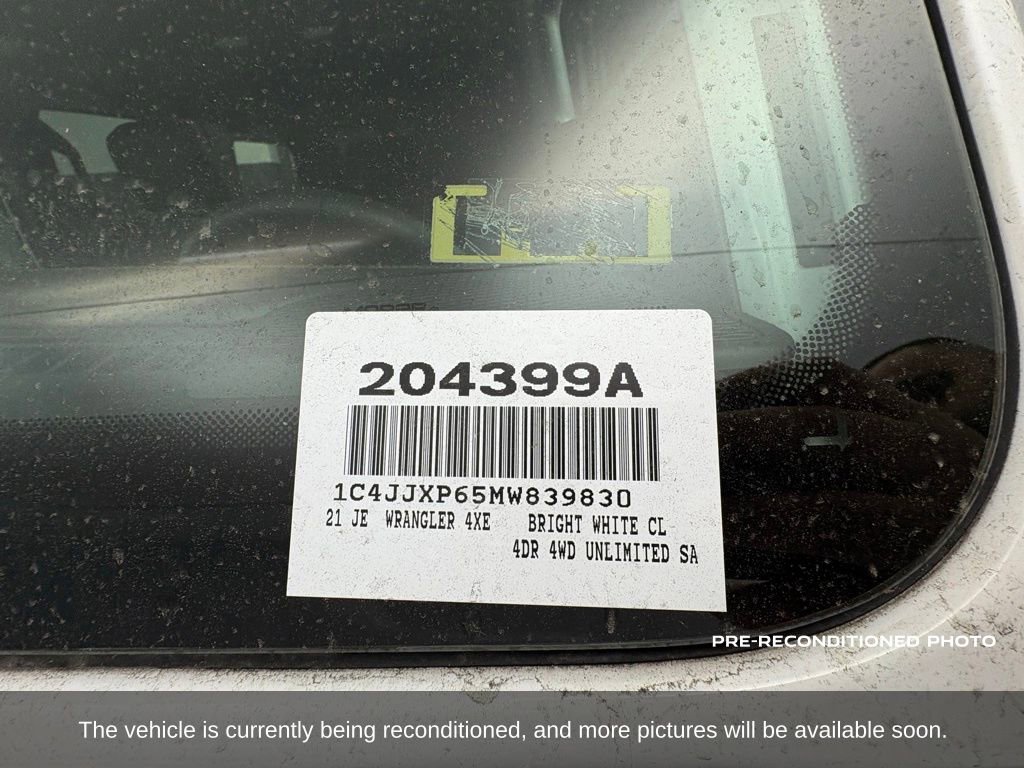 204399A
1C4JJXP65MW839830
21 JE WRANGLER 4XE BRIGHT WHITE CL
4DR 4WD UNLIMITED SA
PRE-RECONDITIONED PHOTO
The vehicle is currently being reconditioned, and more pictures will be available soon.